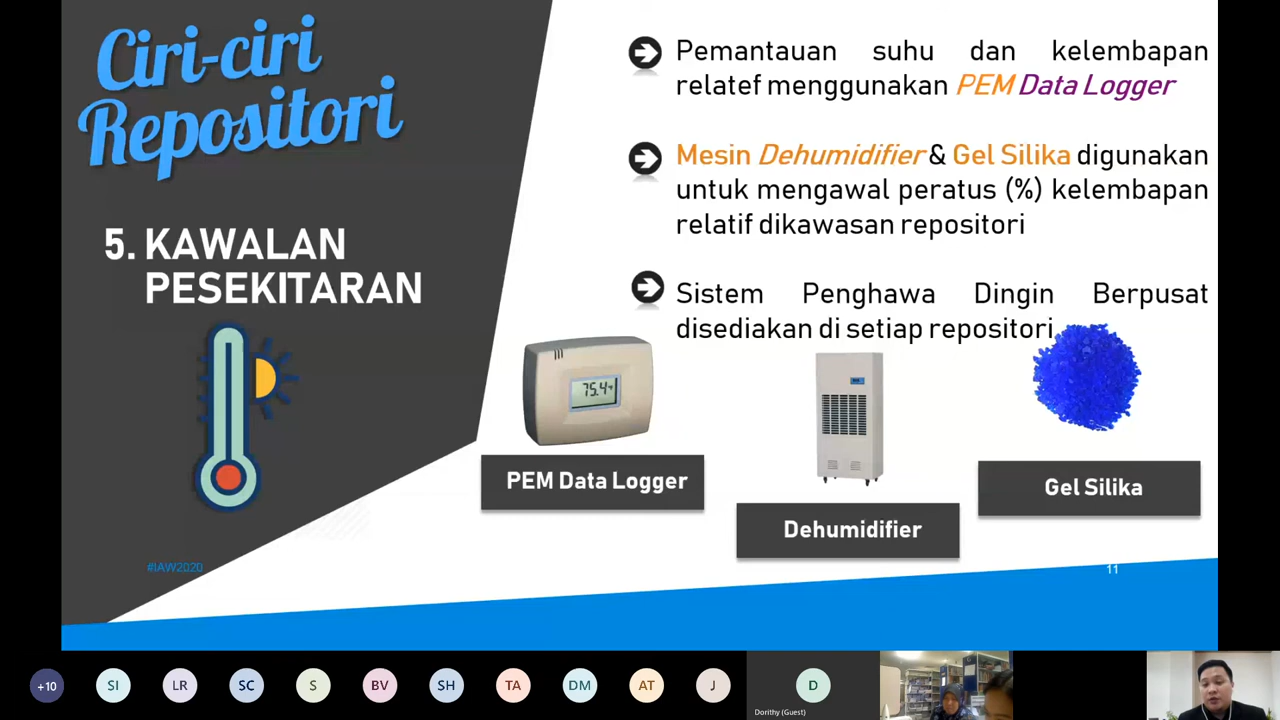 Ciri-ciri
Repositori
5. KAWALAN
PESEKITARAN
Pemantauan suhu dan kelembapan
relatef menggunakan PEM Data Logger
Mesin Dehumidifier & Gel Silika digunakan
untuk mengawal peratus (%) kelembapan
relatif dikawasan repositori
Sistem Penghawa Dingin Berpusat
disediakan di setiap repositori
75.4
PEM Data Logger
Dehumidifier
Gel Silika
#IAW2020
11
+10
SI
LR
SC
S
BV
SH
TA
DM
AT
J
D
Dorithy (Guest)